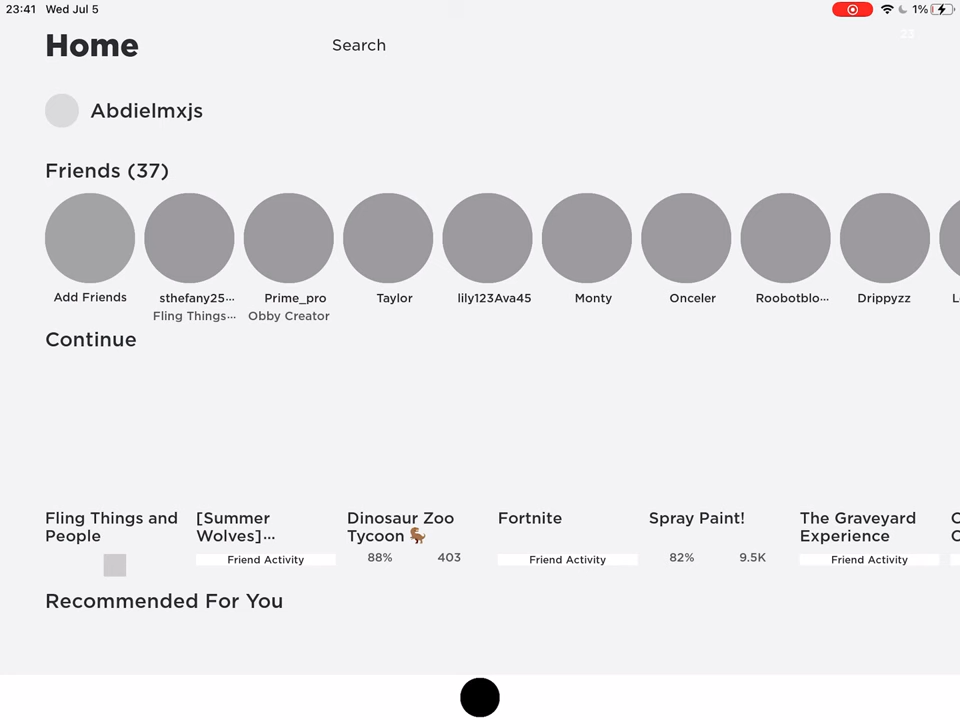 23:41 Wed Jul 5
1%
Home
Search
23
Abdielmxjs
Friends (37)
Add Friends
sthefany25...
Prime_pro
Taylor
lily123Ava45
Monty
Onceler
Roobotblo...
Drippyzz
Fling Things...
Obby Creator
Continue
Fling Things and
People
[Summer
Wolves]...
Friend Activity
Dinosaur Zoo
Tycoon 🦖
88% 403
Fortnite
Friend Activity
Spray Paint!
82% 9.5K
The Graveyard
Experience
Friend Activity
Recommended For You